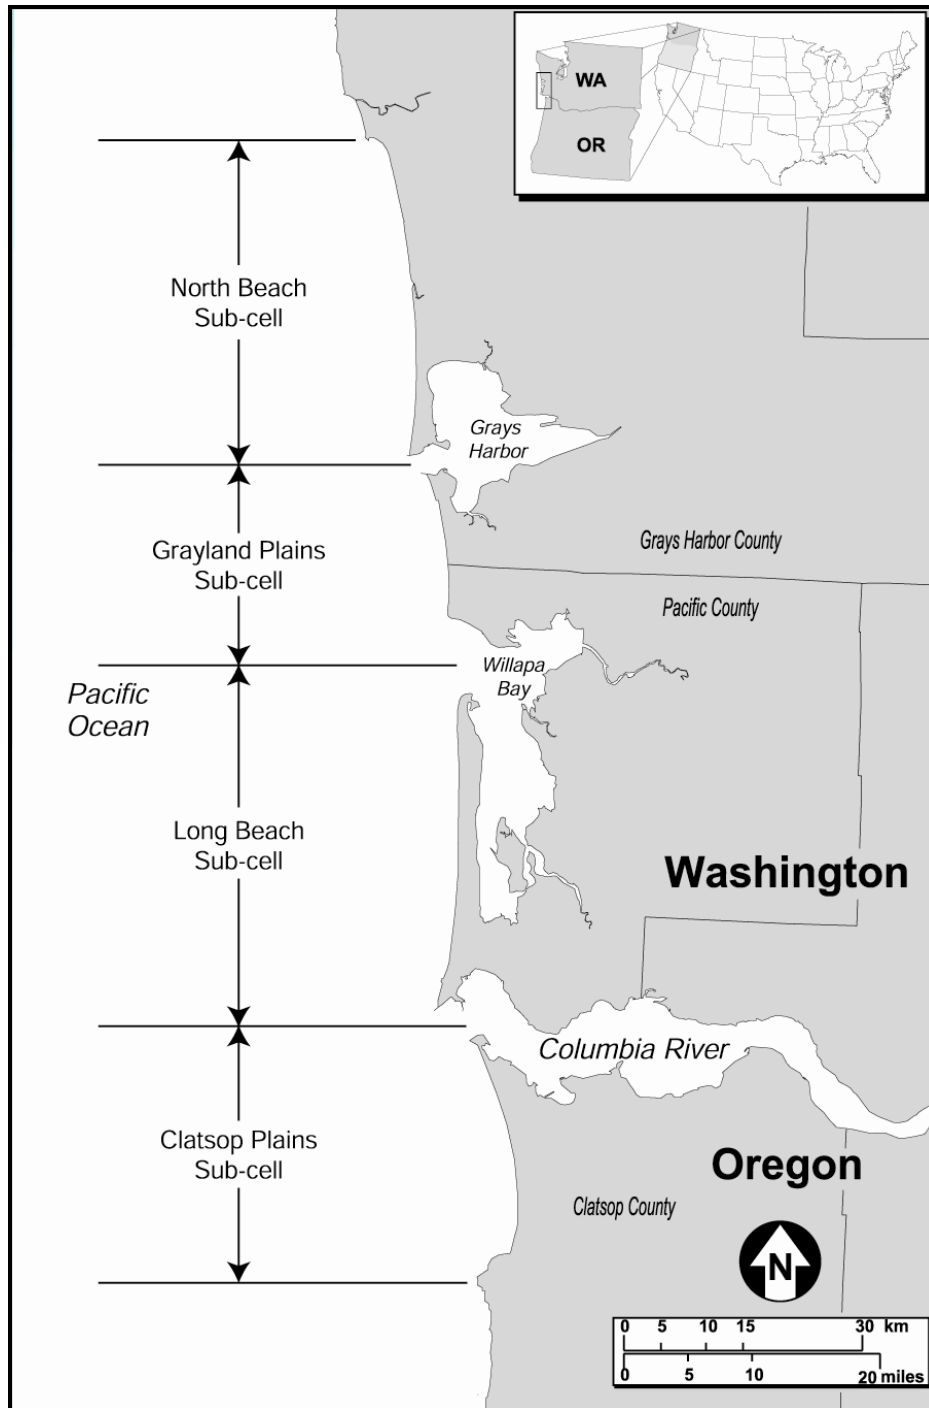 WA
OR
North Beach
Sub-cell
Grays
Harbor
Grayland Plains
Sub-cell
Grays Harbor County
Pacific County
Willapa
Bay
Pacific
Ocean
Long Beach
Sub-cell
Washington
Columbia River
Clatsop Plains
Sub-cell
Oregon
Clatsop County
N
0 5 10 15 30 km
0 5 10 20 miles